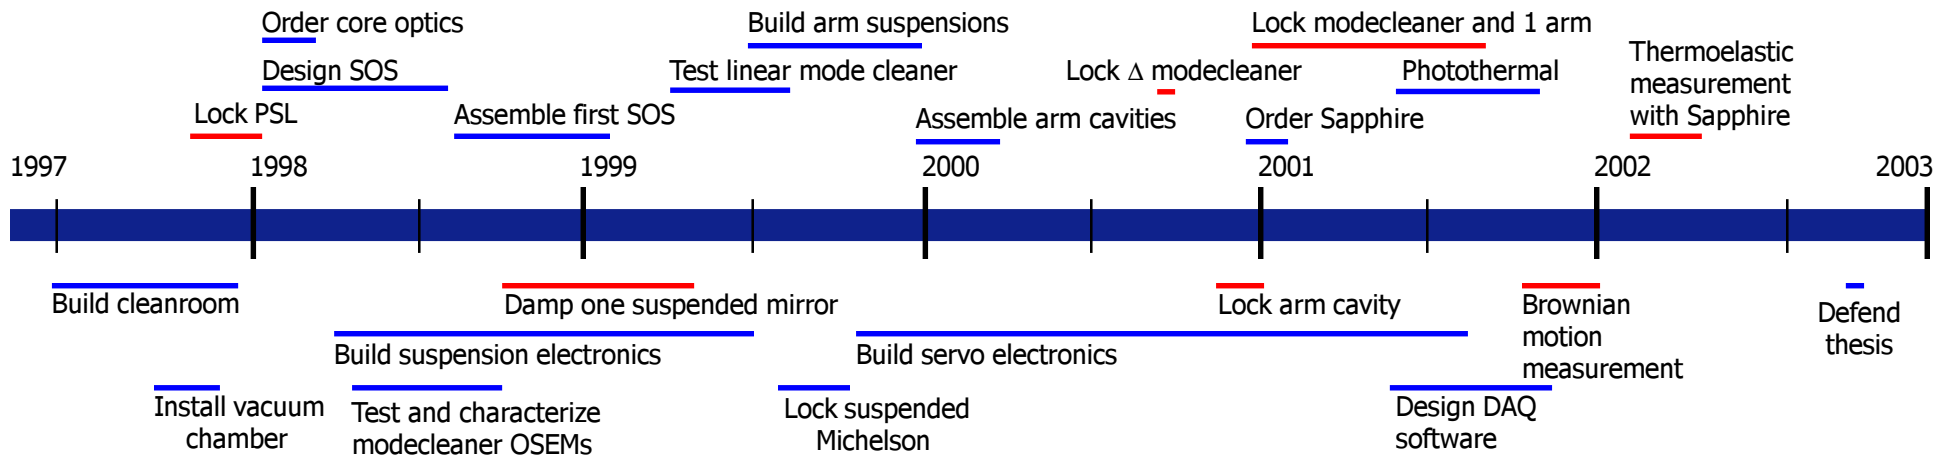 Order core optics
Build arm suspensions
Lock modecleaner and 1 arm
Design SOS
Test linear mode cleaner
Lock Δ modecleaner
Photothermal
Thermoelastic
measurement
with Sapphire
Lock PSL
Assemble first SOS
Assemble arm cavities
Order Sapphire
1997
1998
1999
2000
2001
2002
2003
Build cleanroom
Damp one suspended mirror
Lock arm cavity
Brownian
motion
measurement
Defend
thesis
Build suspension electronics
Build servo electronics
Install vacuum
chamber
Test and characterize
modecleaner OSEMs
Lock suspended
Michelson
Design DAQ
software